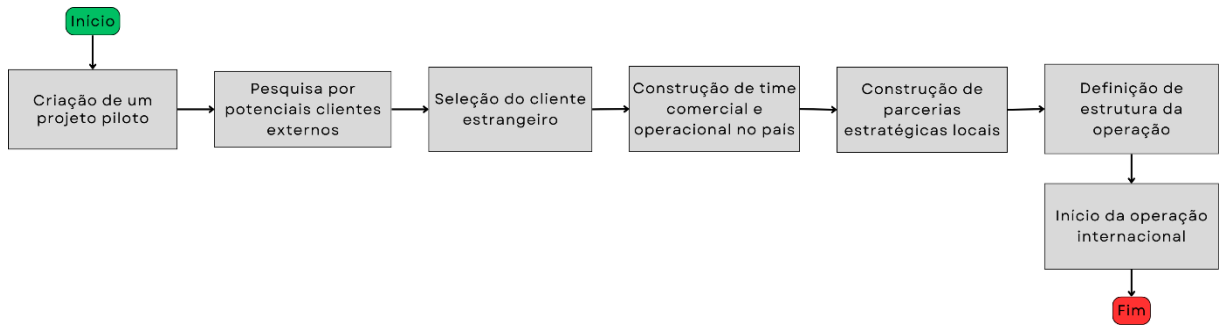 Início
Criação de um
projeto piloto
Pesquisa por
potenciais clientes
externos
Seleção do cliente
estrangeiro
Construção de time
comercial e
operacional no país
Construção de
parcerias
estratégicas locais
Definição de
estrutura da
operação
Início da operação
internacional
Fim